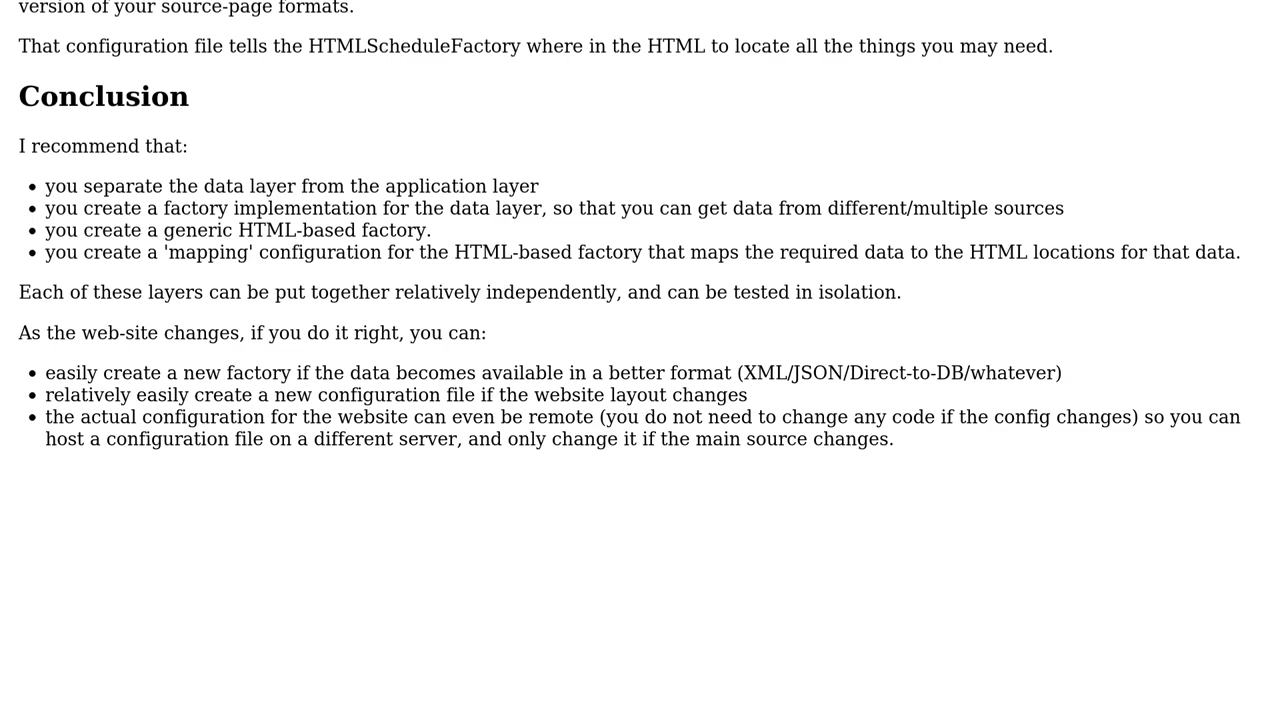 version of your source-page formats.
That configuration file tells the HTMLScheduleFactory where in the HTML to locate all the things you may need.
Conclusion
I recommend that:
• you separate the data layer from the application layer
• you create a factory implementation for the data layer, so that you can get data from different/multiple sources
• you create a generic HTML-based factory.
• you create a 'mapping' configuration for the HTML-based factory that maps the required data to the HTML locations for that data.
Each of these layers can be put together relatively independently, and can be tested in isolation.
As the web-site changes, if you do it right, you can:
• easily create a new factory if the data becomes available in a better format (XML/JSON/Direct-to-DB/whatever)
• relatively easily create a new configuration file if the website layout changes
• the actual configuration for the website can even be remote (you do not need to change any code if the config changes) so you can
host a configuration file on a different server, and only change it if the main source changes.